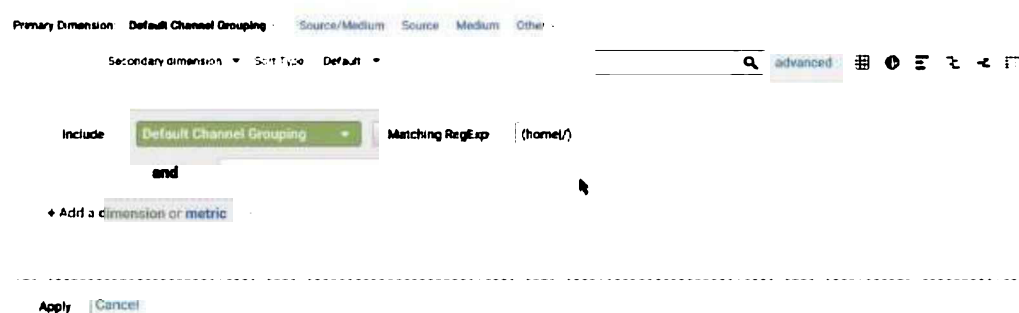 Primary Dimension: Default Channel Grouping Source/Medium Source Medium Other
Secondary dimension Sort Type Default advanced
Include Default Channel Grouping Matching RegExp (home|/)
and
+ Add a dimension or metric
Apply Cancel